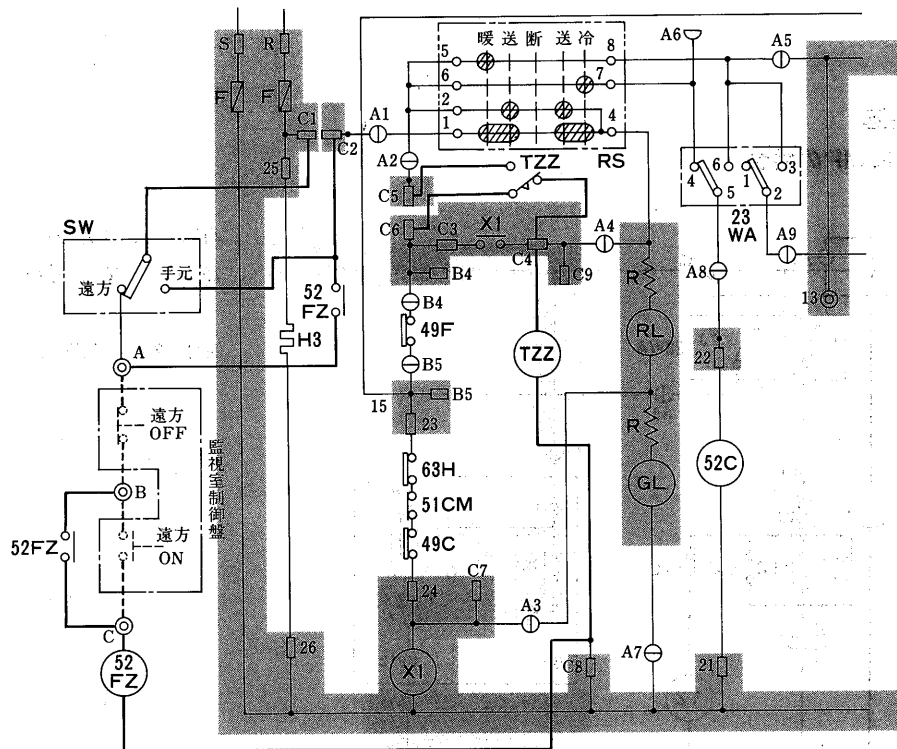 暖 送 断 送 冷
S
R
F
F
C1
C2
A1
5
6
2
1
8
7
4
RS
A6
A5
25
A2
TZZ
C5
C6
C3
X1
C4
C9
A4
SW
遠方
手元
52
FZ
H3
B4
B4
49F
B5
B5
TZZ
4
6
1
3
5
2
23
WA
A8
A9
13
R
RL
A
15
23
22
遠方
OFF
監視室制御盤
B
遠方
ON
52FZ
63H
51CM
49C
R
GL
52C
C7
24
A3
C
52
FZ
26
X1
C8
A7
21